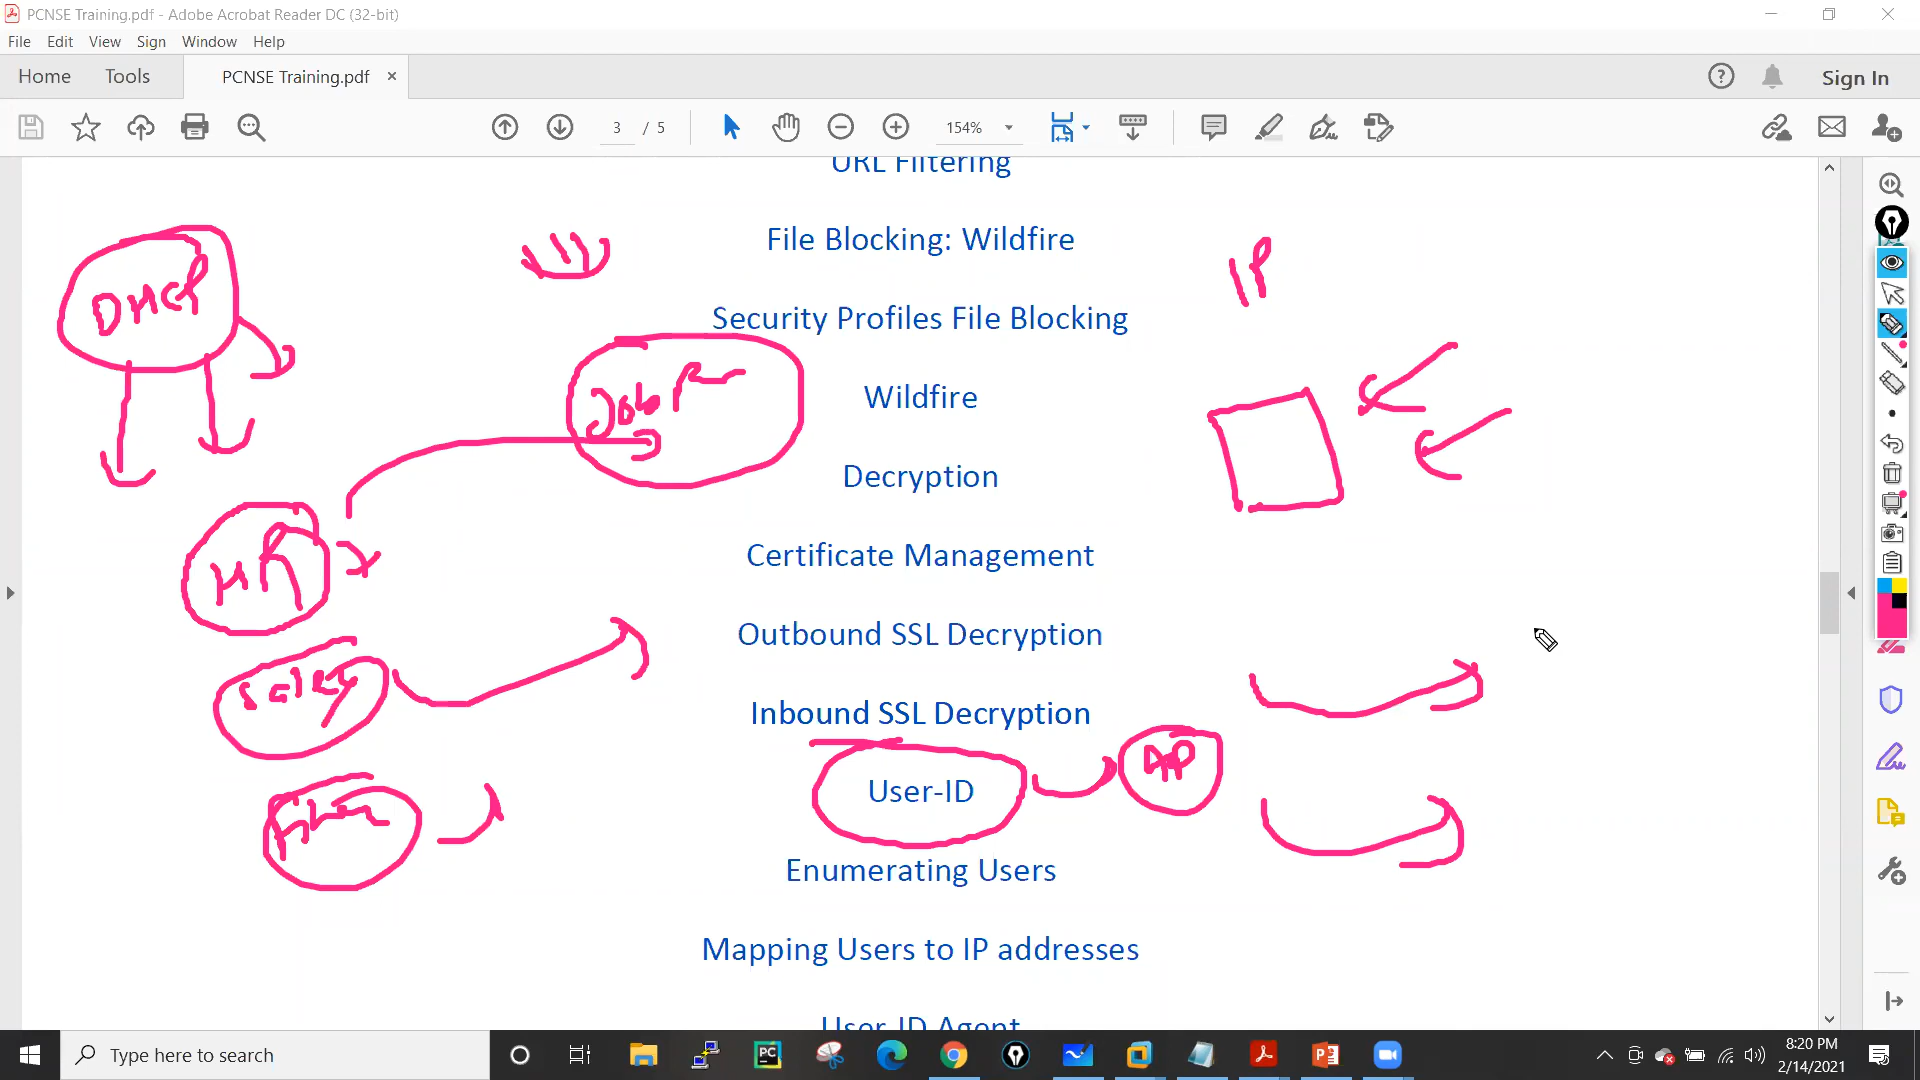 PCNSE Training.pdf - Adobe Acrobat Reader DC (32-bit)
File Edit View Sign Window Help
Home Tools PCNSE Training.pdf × Sign In
3 / 5 154%
URL Filtering
File Blocking: Wildfire
IP
DHCP
Security Profiles File Blocking
Wildfire
Decryption
Certificate Management
HR
Outbound SSL Decryption
Inbound SSL Decryption
User-ID
Enumerating Users
Mapping Users to IP addresses
User-ID Agent
Type here to search
8:20 PM
2/14/2021